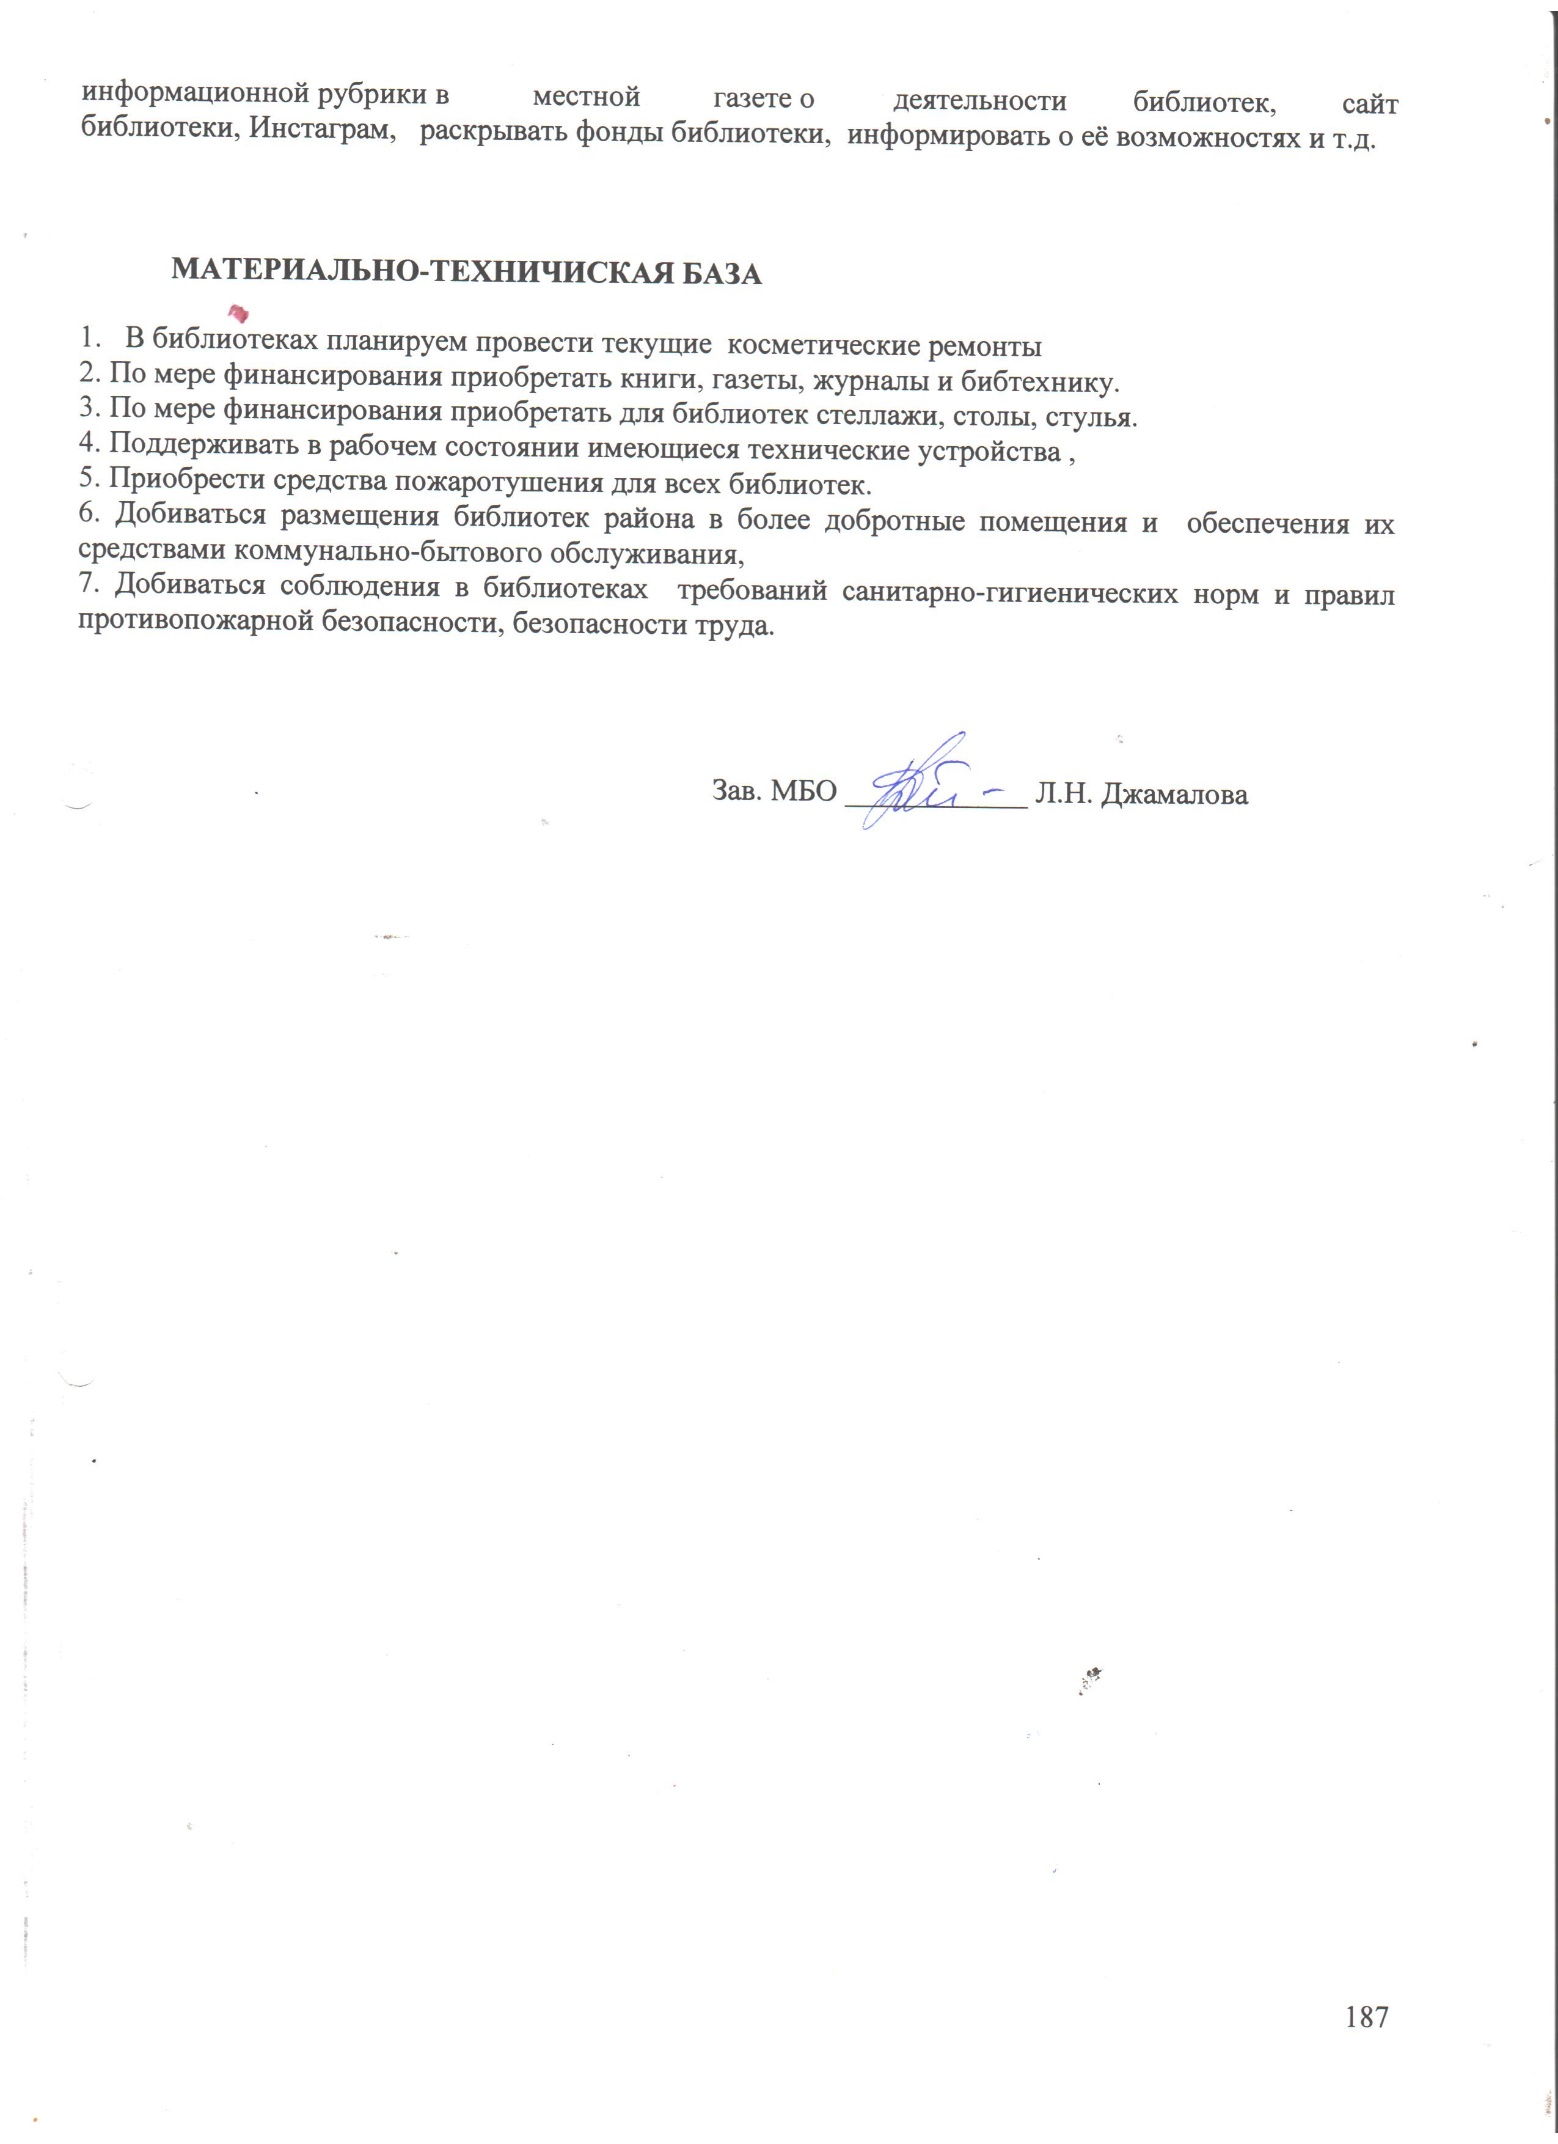 информационной рубрики в местной газете о деятельности библиотек, сайт
библиотеки, Инстаграм, раскрывать фонды библиотеки, информировать о её возможностях и т.д.
МАТЕРИАЛЬНО-ТЕХНИЧИСКАЯ БАЗА
1. В библиотеках планируем провести текущие косметические ремонты
2. По мере финансирования приобретать книги, газеты, журналы и бибтехнику.
3. По мере финансирования приобретать для библиотек стеллажи, столы, стулья.
4. Поддерживать в рабочем состоянии имеющиеся технические устройства ,
5. Приобрести средства пожаротушения для всех библиотек.
6. Добиваться размещения библиотек района в более добротные помещения и обеспечения их
средствами коммунально-бытового обслуживания,
7. Добиваться соблюдения в библиотеках требований санитарно-гигиенических норм и правил
противопожарной безопасности, безопасности труда.
Зав. МБО _____________ Л.Н. Джамалова
187